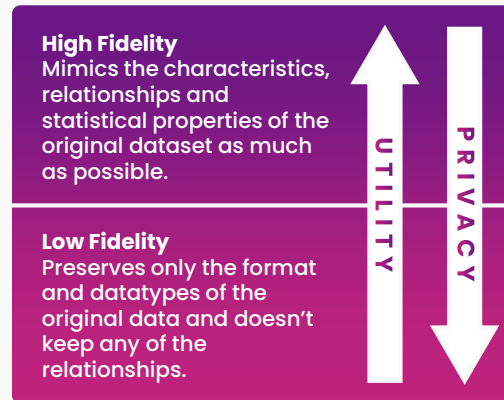 High Fidelity
Mimics the characteristics,
relationships and
statistical properties of the
original dataset as much
as possible.
Low Fidelity
Preserves only the format
and datatypes of the
original data and doesn’t
keep any of the
relationships.
UTILITY
PRIVACY